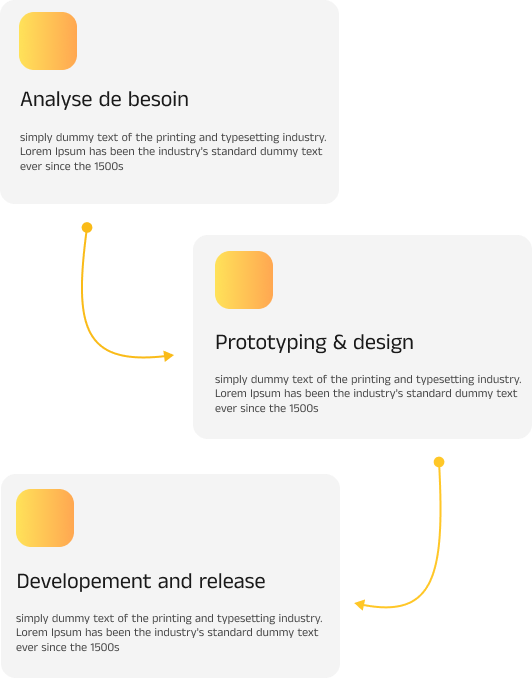 Analyse de besoin
simply dummy text of the printing and typesetting industry.
Lorem Ipsum has been the industry's standard dummy text
ever since the 1500s
Prototyping & design
simply dummy text of the printing and typesetting industry.
Lorem Ipsum has been the industry's standard dummy text
ever since the 1500s
Developement and release
simply dummy text of the printing and typesetting industry.
Lorem Ipsum has been the industry's standard dummy text
ever since the 1500s